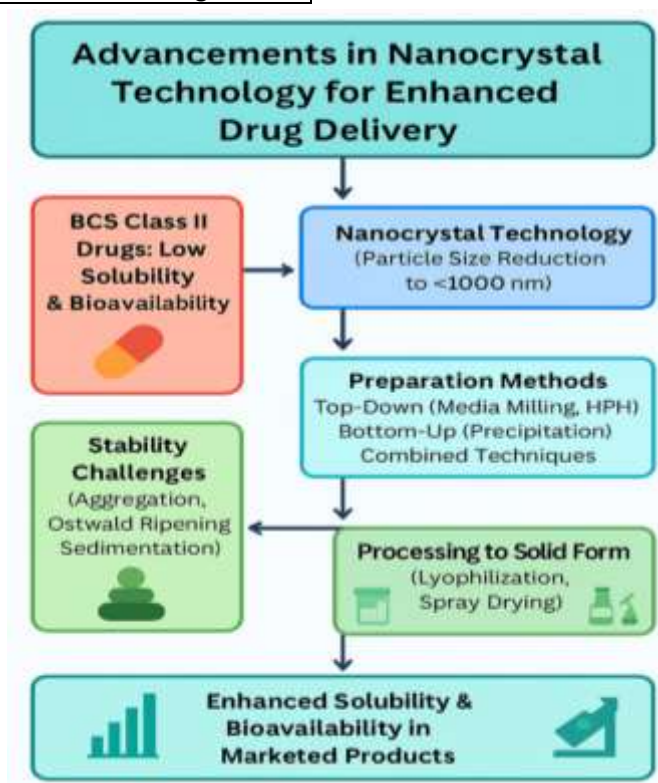 Advancements in Nanocrystal
Technology for Enhanced
Drug Delivery
BCS Class II
Drugs: Low
Solubility
& Bioavailability
Nanocrystal Technology
(Particle Size Reduction
to <1000 nm)
Preparation Methods
Top-Down (Media Milling, HPH)
Bottom-Up (Precipitation)
Combined Techniques
Stability
Challenges
(Aggregation,
Ostwald Ripening
Sedimentation)
Processing to Solid Form
(Lyophilization,
Spray Drying)
Enhanced Solubility &
Bioavailability in
Marketed Products